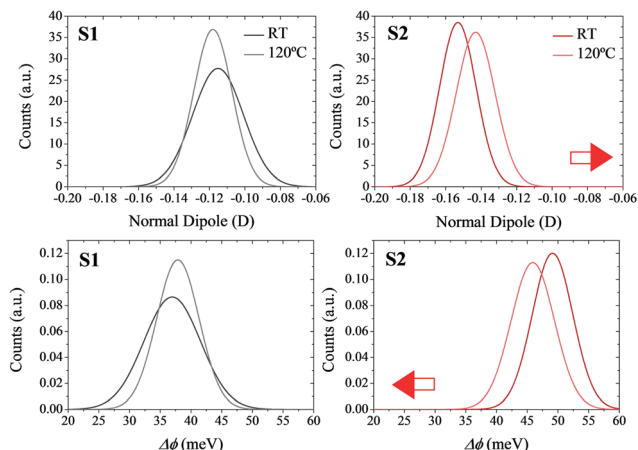 S1
RT
120ºC
Counts (a.u.)
40
35
30
25
20
15
10
5
0
-0.20 -0.18 -0.16 -0.14 -0.12 -0.10 -0.08 -0.06
Normal Dipole (D)
S2
RT
120ºC
Counts (a.u.)
40
35
30
25
20
15
10
5
0
-0.20 -0.18 -0.16 -0.14 -0.12 -0.10 -0.08 -0.06
Normal Dipole (D)
S1
Counts (a.u.)
0.12
0.10
0.08
0.06
0.04
0.02
0.00
20 25 30 35 40 45 50 55 60
Δϕ (meV)
S2
Counts (a.u.)
0.12
0.10
0.08
0.06
0.04
0.02
0.00
20 25 30 35 40 45 50 55 60
Δϕ (meV)